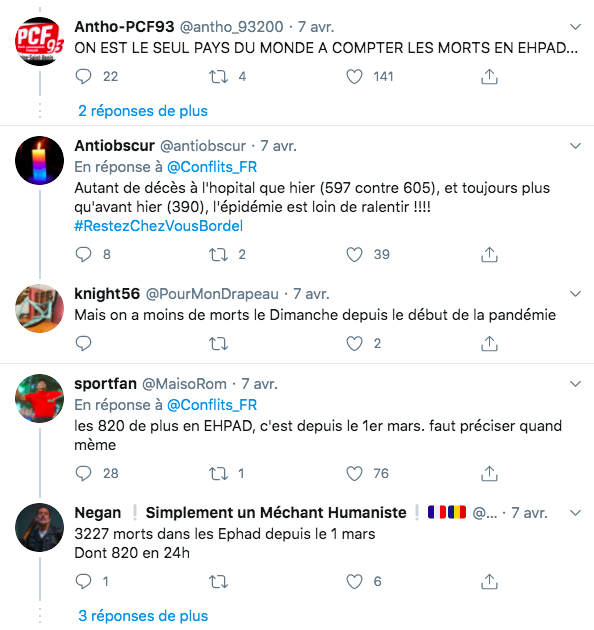 PCF 93
Antho-PCF93 @antho_93200 · 7 avr.
ON EST LE SEUL PAYS DU MONDE A COMPTER LES MORTS EN EHPAD...
22 4 141
2 réponses de plus
Antiobscur @antiobscur · 7 avr.
En réponse à @Conflits_FR
Autant de décès à l'hopital que hier (597 contre 605), et toujours plus
qu'avant hier (390), l'épidémie est loin de ralentir !!!!
#RestezChezVousBordel
8 2 39
knight56 @PourMonDrapeau · 7 avr.
Mais on a moins de morts le Dimanche depuis le début de la pandémie
2
sportfan @MaisoRom · 7 avr.
En réponse à @Conflits_FR
les 820 de plus en EHPAD, c'est depuis le 1er mars. faut préciser quand
mème
28 1 76
Negan ❕ Simplement un Méchant Humaniste ❕ 🇫🇷🇷🇴 @... · 7 avr.
3227 morts dans les Ephad depuis le 1 mars
Dont 820 en 24h
1 6
3 réponses de plus